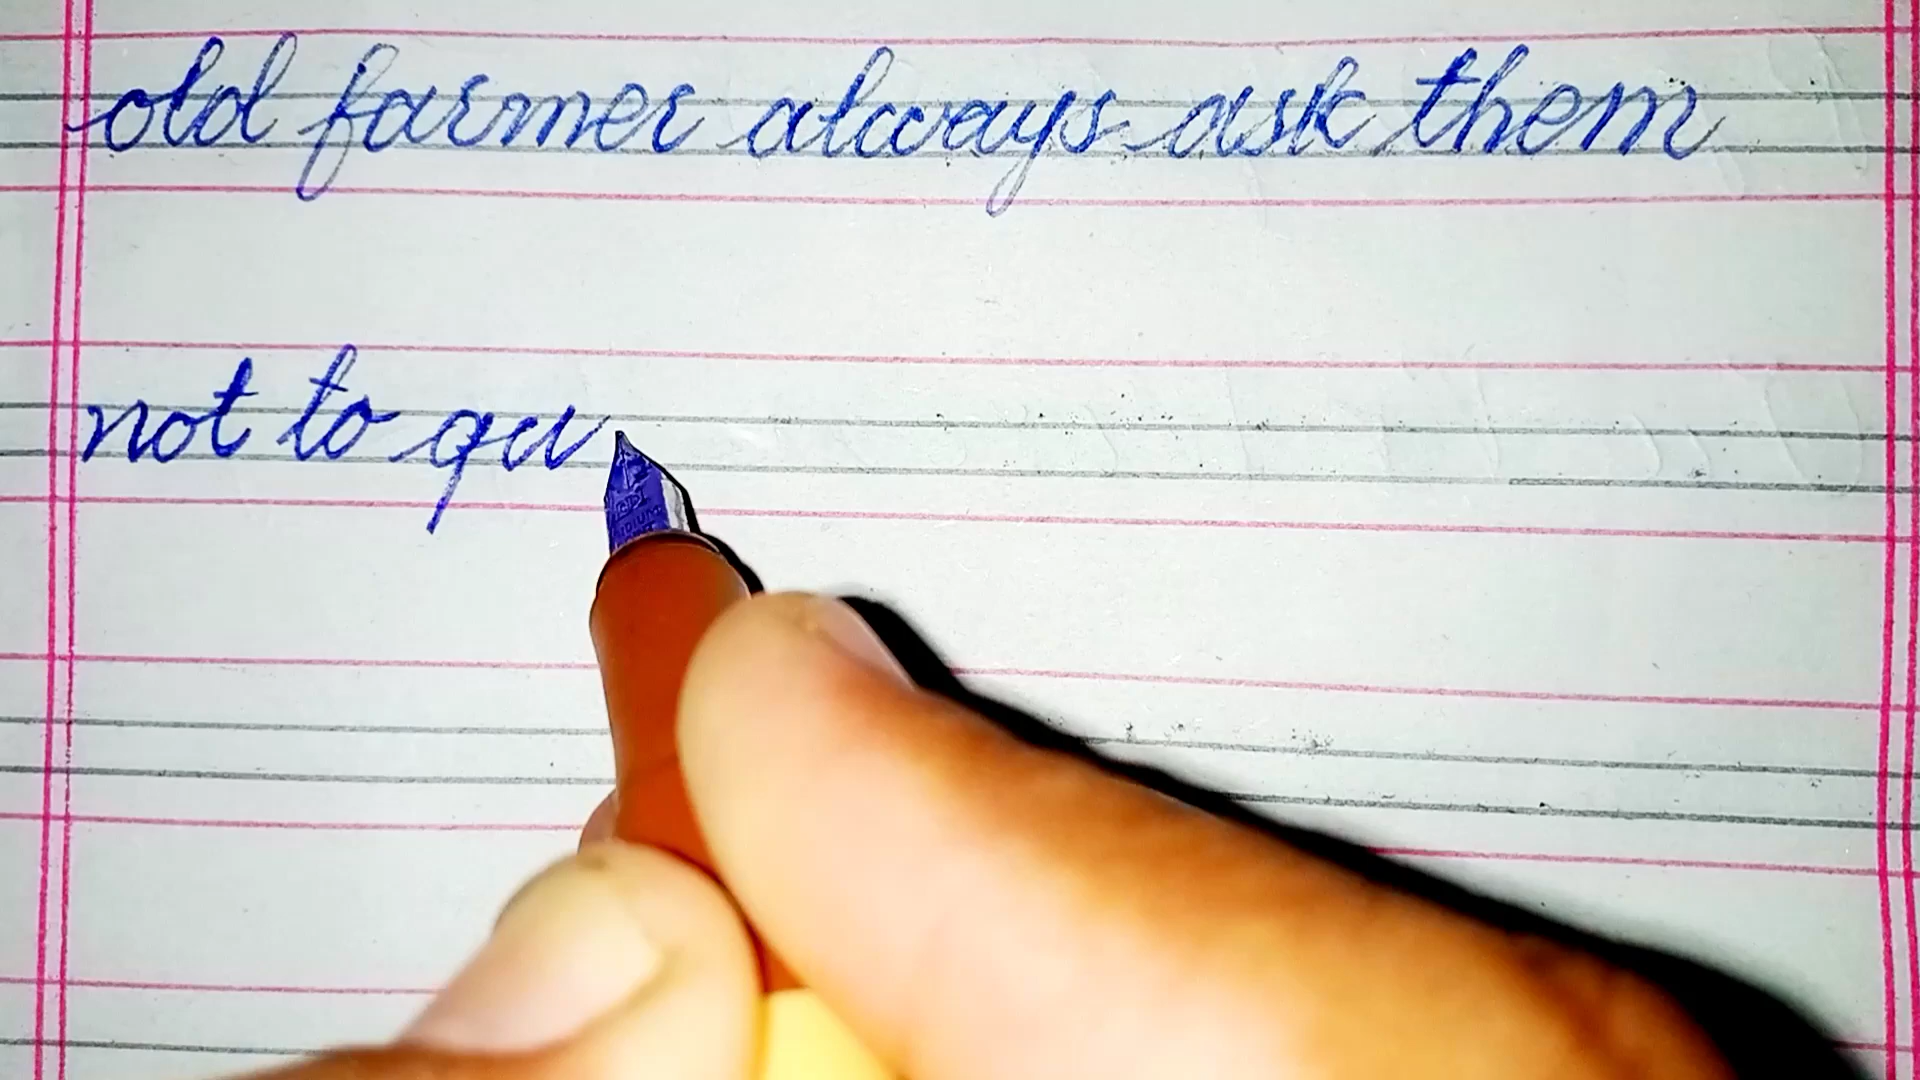 old farmer always ask them
not to qu